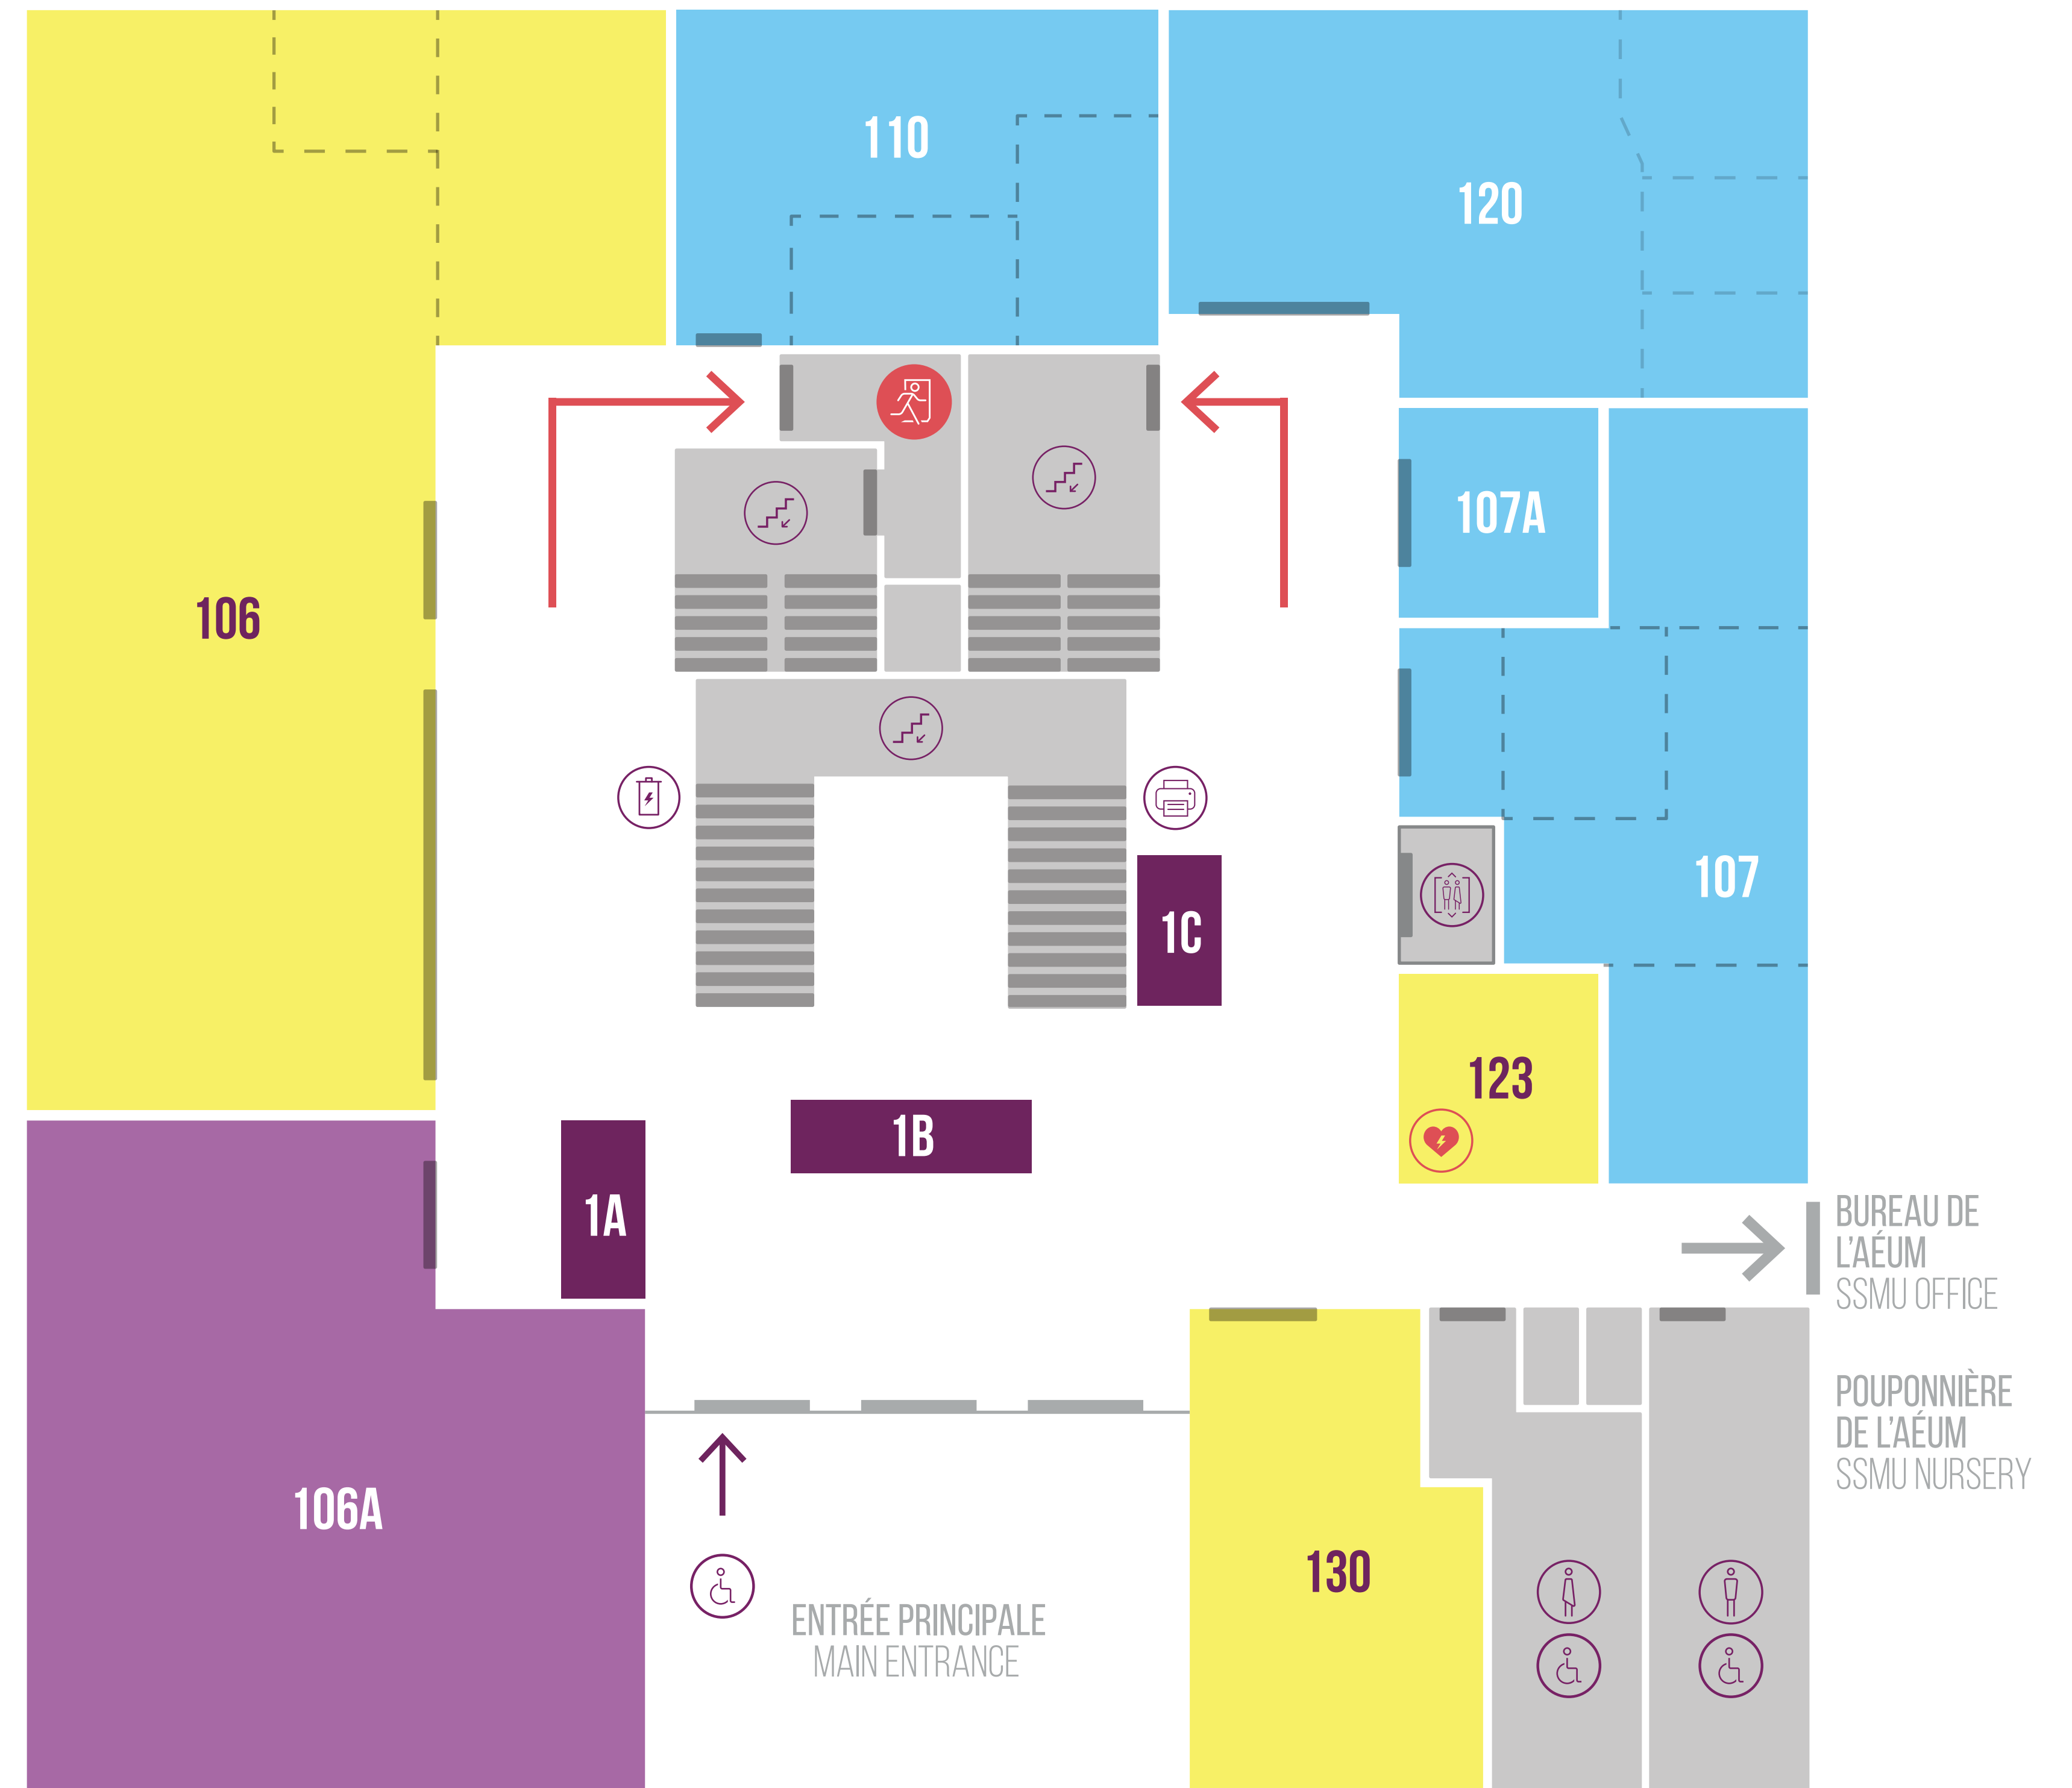 110
120
107A
106
107
1C
123
1B
1A
BUREAU DE
L'AÉUM
SSMU OFFICE
POUPONNIÈRE
DE L'AÉUM
SSMU NURSERY
106A
130
ENTRÉE PRINCIPALE
MAIN ENTRANCE